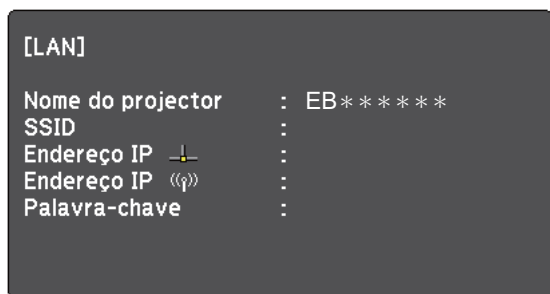 [LAN]
Nome do projector : EB******
SSID :
Endereço IP :
Endereço IP :
Palavra-chave :